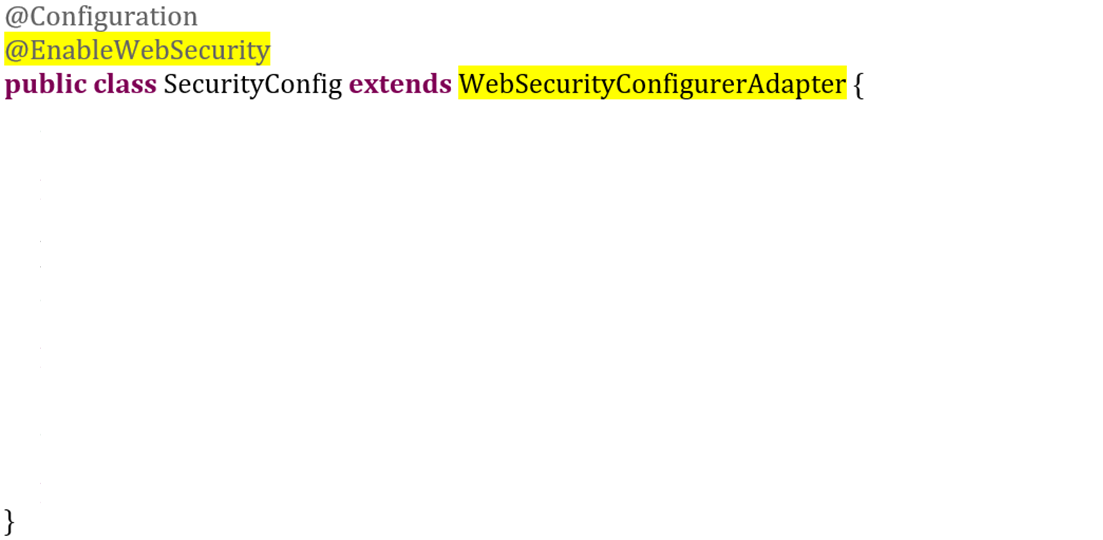 @Configuration
@EnableWebSecurity
public class SecurityConfig extends WebSecurityConfigurerAdapter {
}